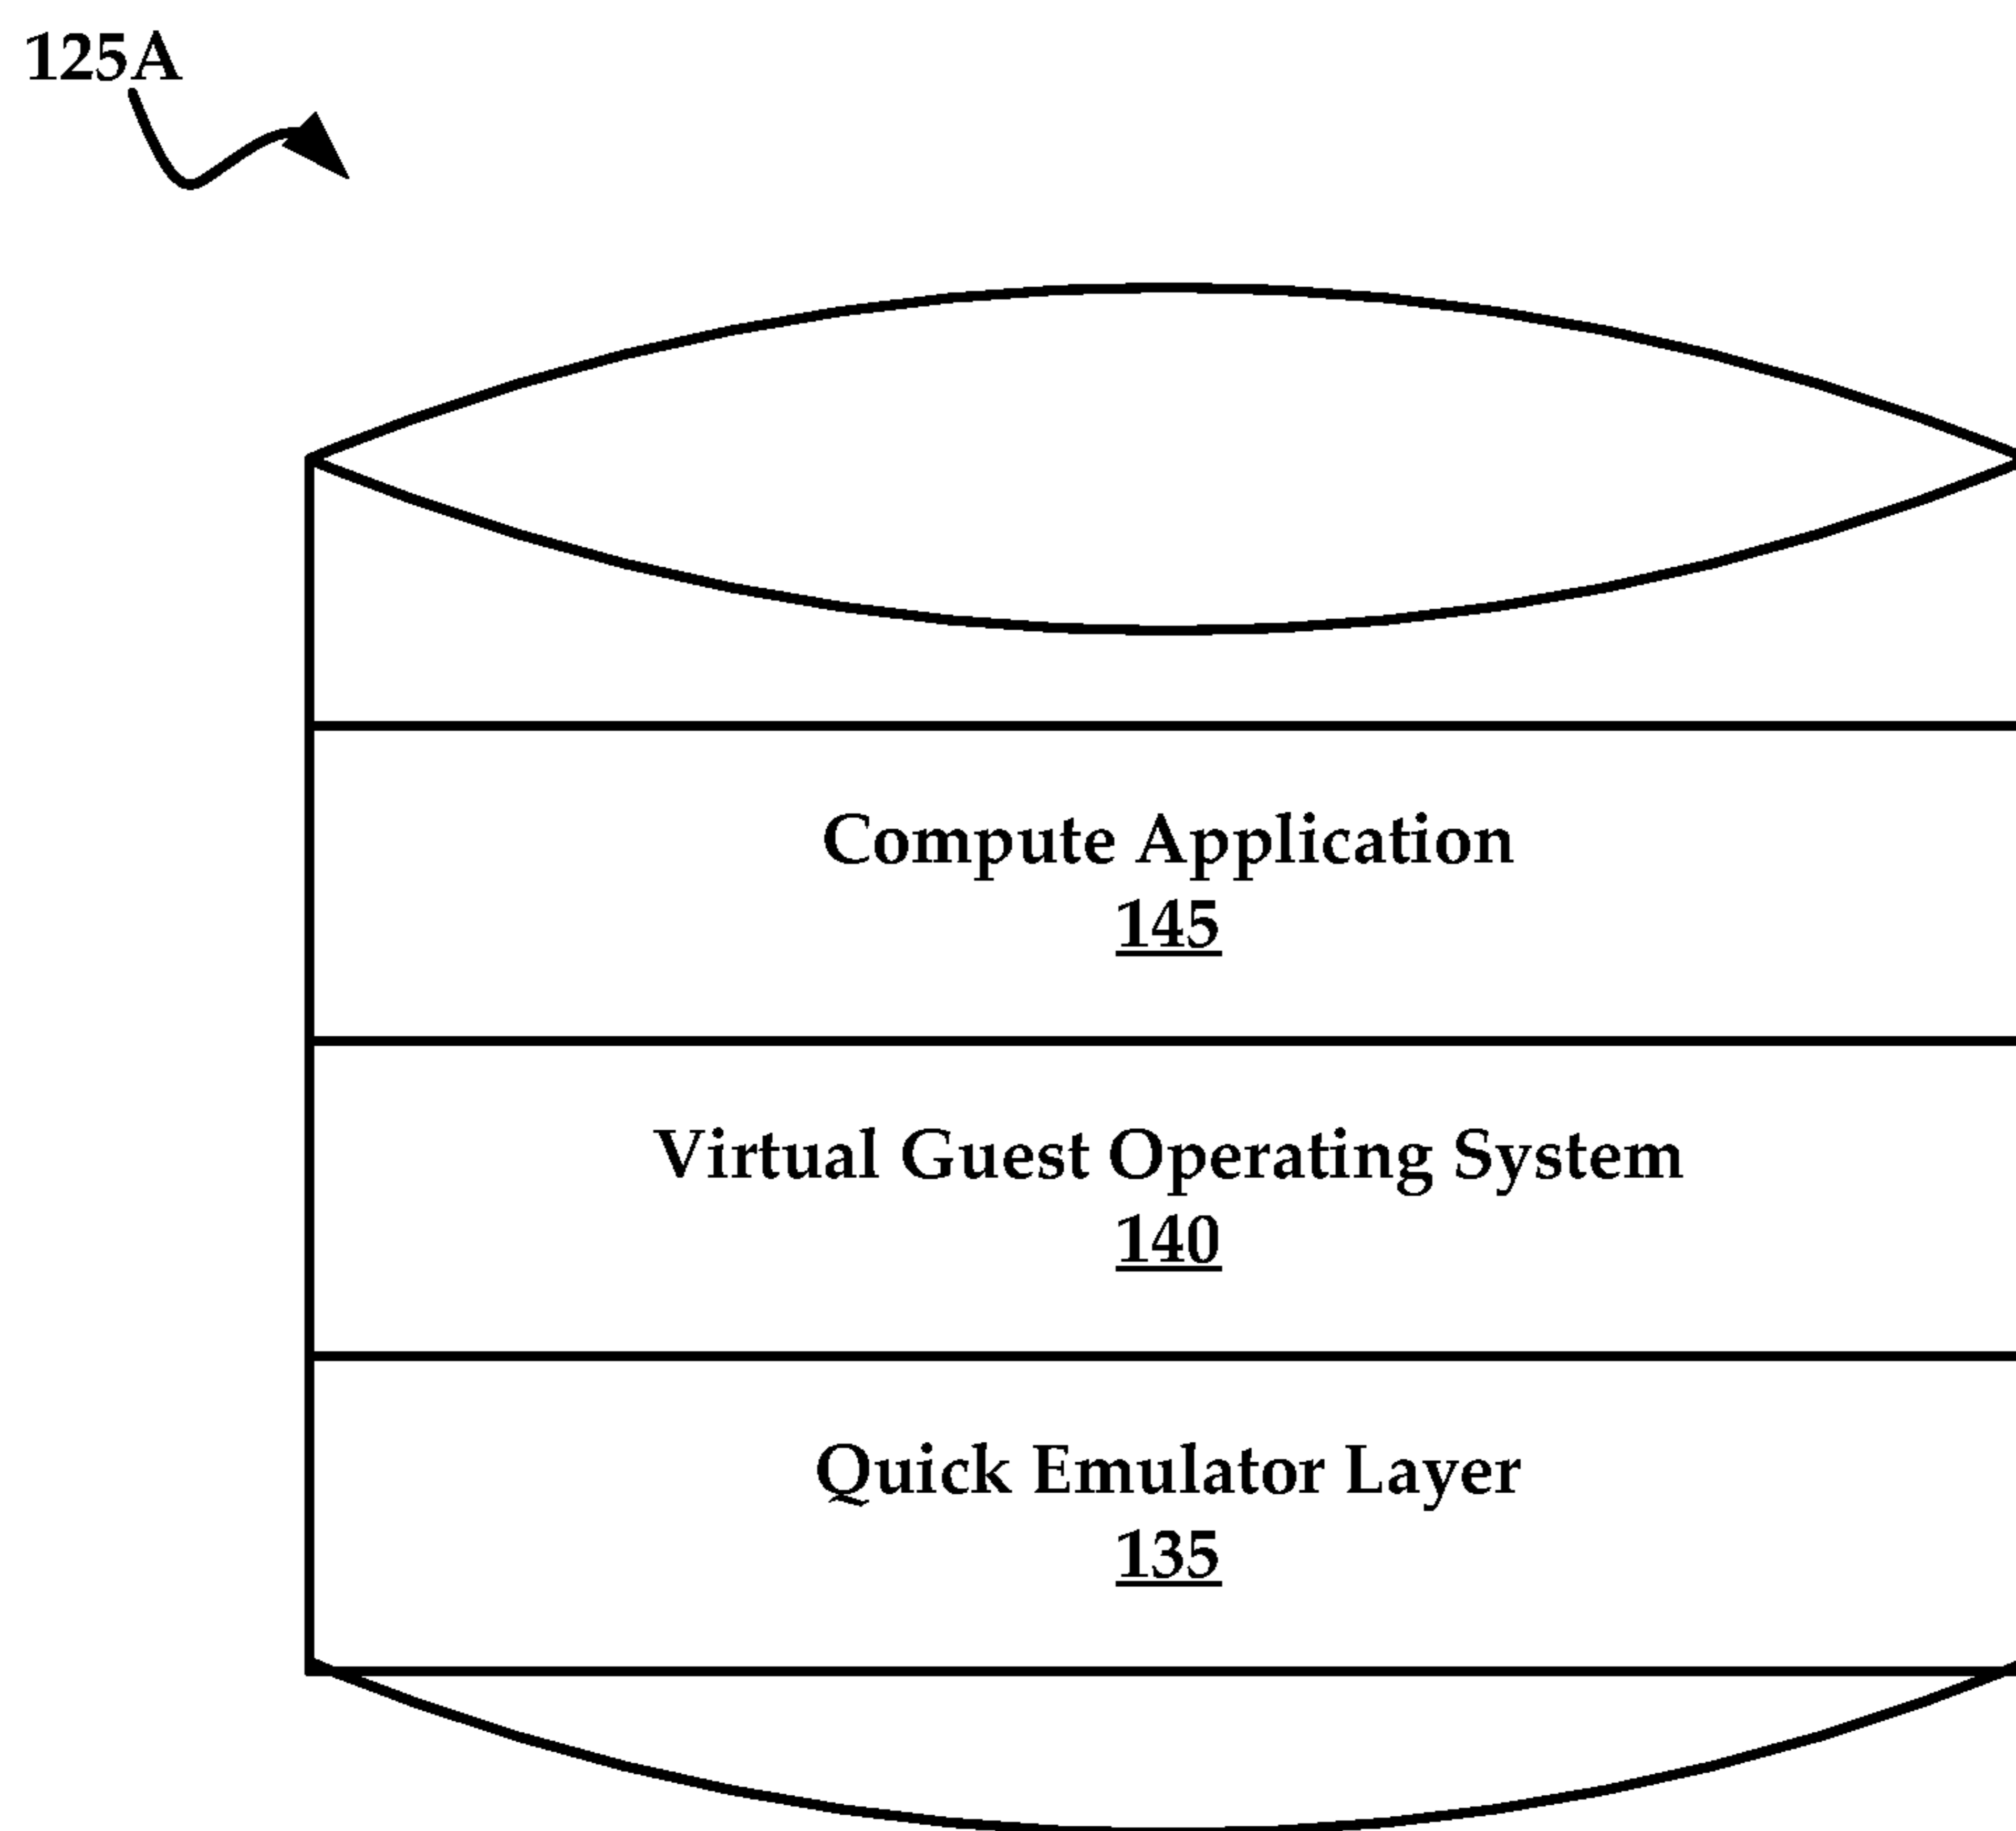 125A
Compute Application
145
Virtual Guest Operating System
140
Quick Emulator Layer
135